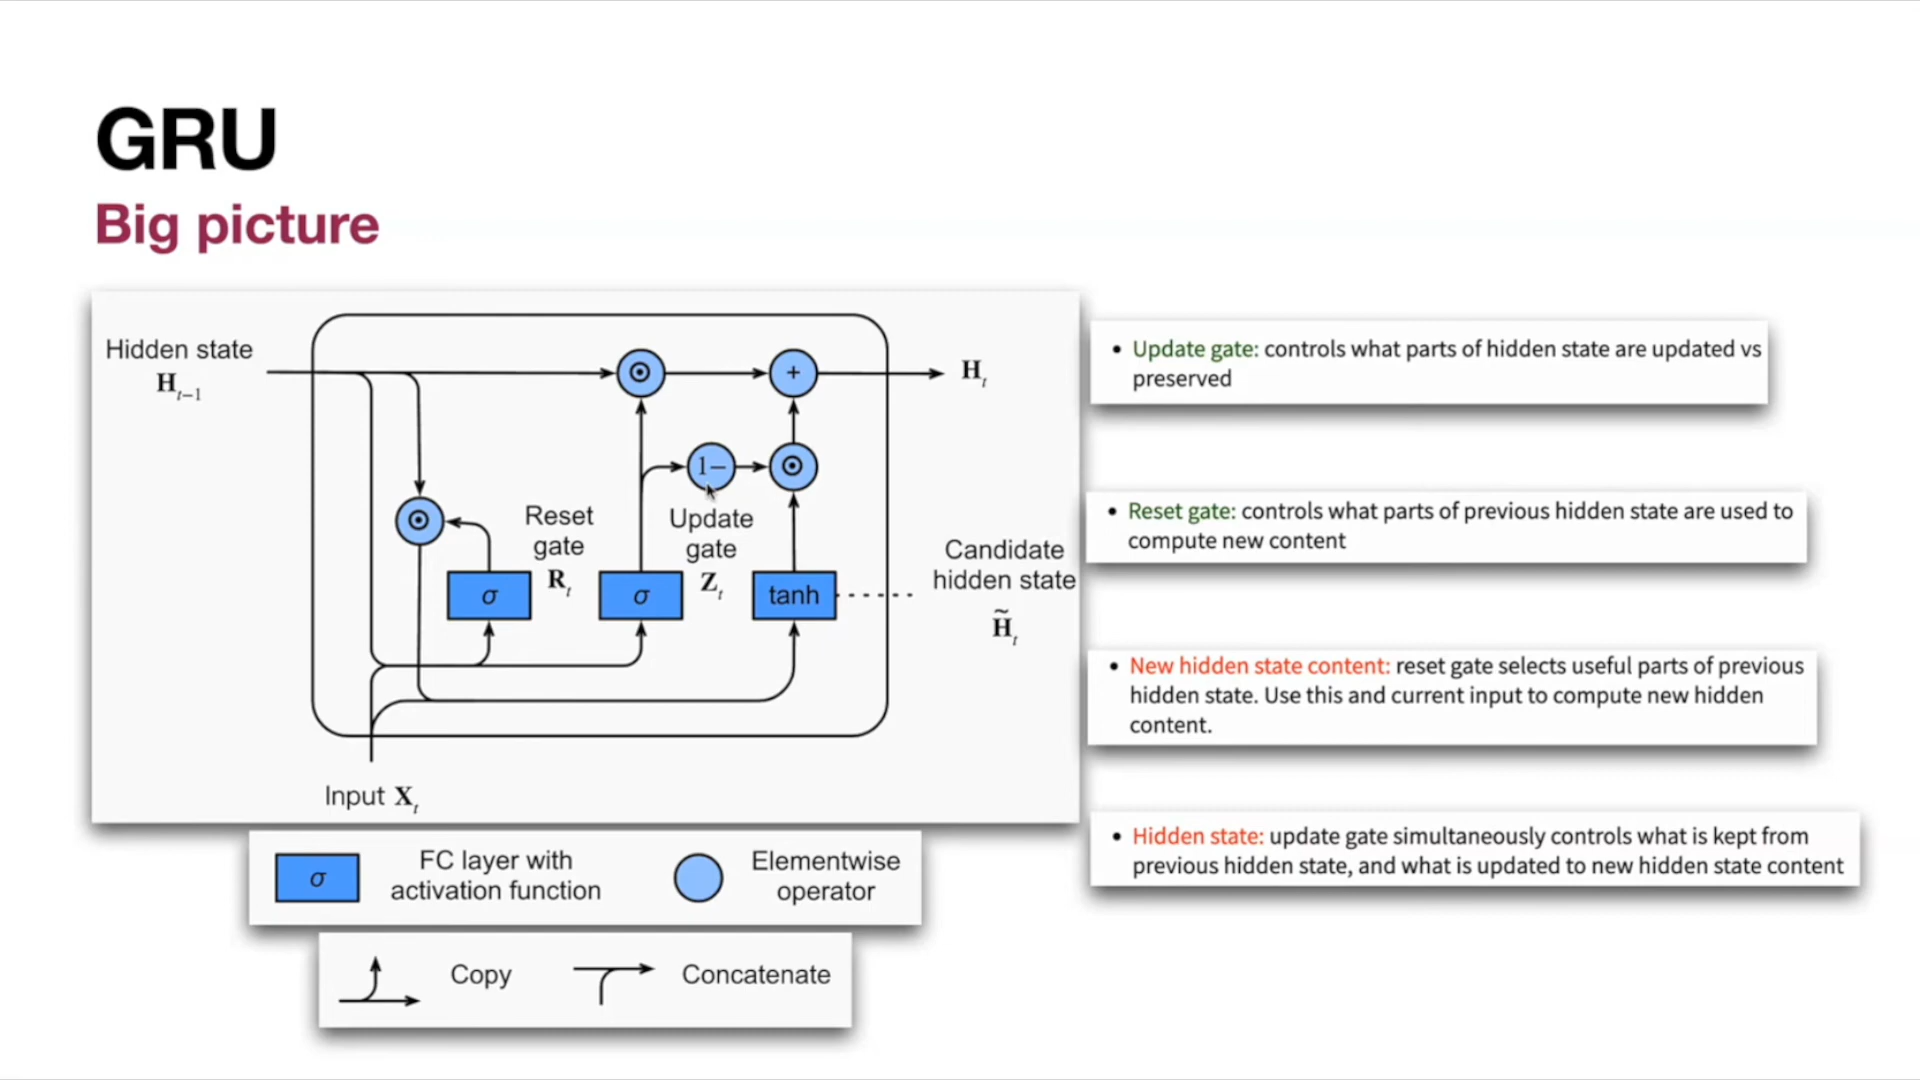 GRU
Big picture
Hidden state
H_{t−1}
H_t
1−
Reset
gate
R_t
Update
gate
Z_t
σ
σ
tanh
Candidate
hidden state
H̃_t
Input X_t
σ
FC layer with
activation function
Elementwise
operator
Copy
Concatenate
• Update gate: controls what parts of hidden state are updated vs
preserved
• Reset gate: controls what parts of previous hidden state are used to
compute new content
• New hidden state content: reset gate selects useful parts of previous
hidden state. Use this and current input to compute new hidden
content.
• Hidden state: update gate simultaneously controls what is kept from
previous hidden state, and what is updated to new hidden state content